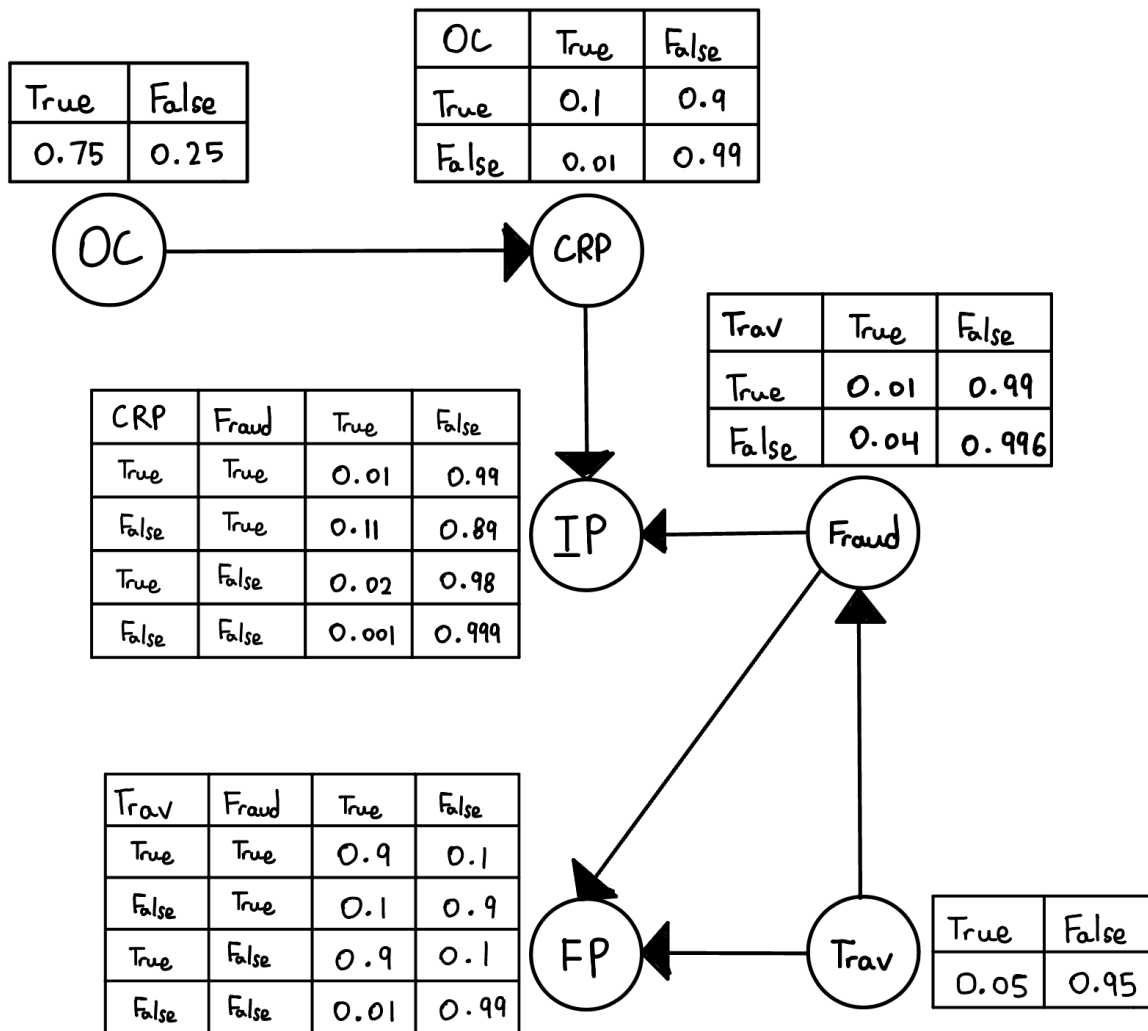 OC True False
True 0.1 0.9
False 0.01 0.99
True False
0.75 0.25
OC
CRP
Trav True False
True 0.01 0.99
False 0.04 0.996
CRP Fraud True False
True True 0.01 0.99
False True 0.11 0.89
True False 0.02 0.98
False False 0.001 0.999
IP
Fraud
Trav Fraud True False
True True 0.9 0.1
False True 0.1 0.9
True False 0.9 0.1
False False 0.01 0.99
FP
Trav
True False
0.05 0.95